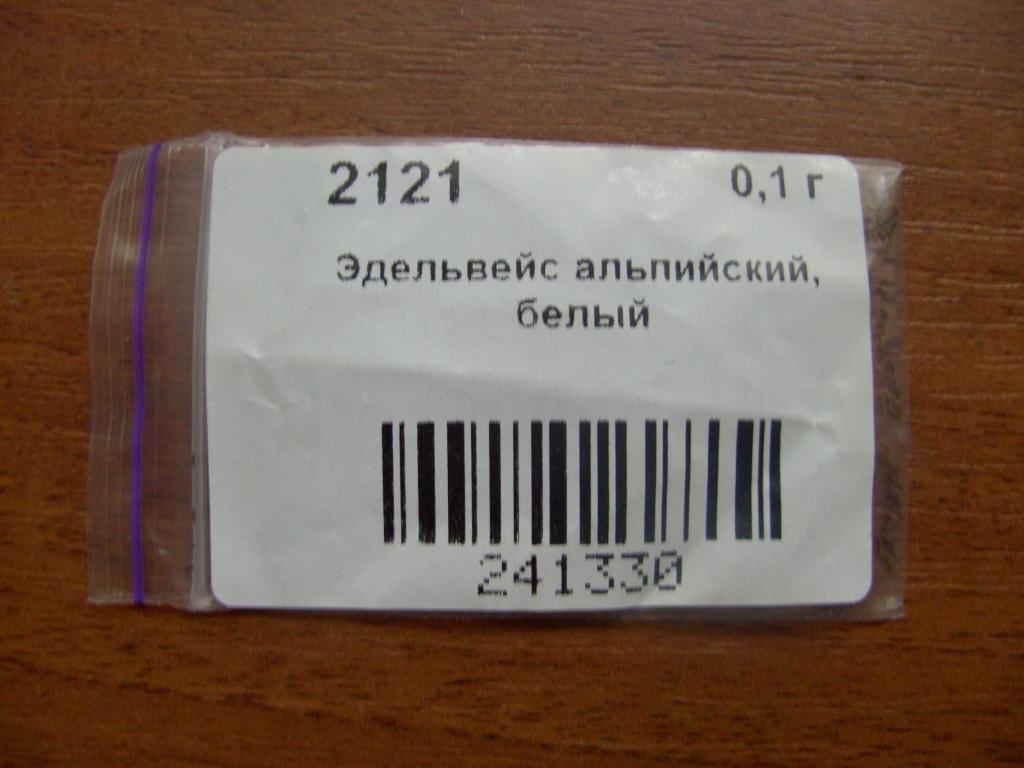 2121 0,1 г
Эдельвейс альпийский,
белый
241330